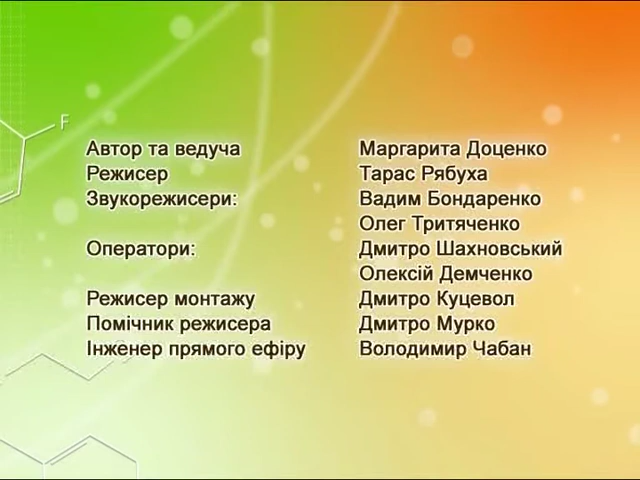 F
Автор та ведуча Маргарита Доценко
Режисер Тарас Рябуха
Звукорежисери: Вадим Бондаренко
Олег Тритяченко
Оператори: Дмитро Шахновський
Олексій Демченко
Режисер монтажу Дмитро Куцевол
Помічник режисера Дмитро Мурко
Інженер прямого ефіру Володимир Чабан